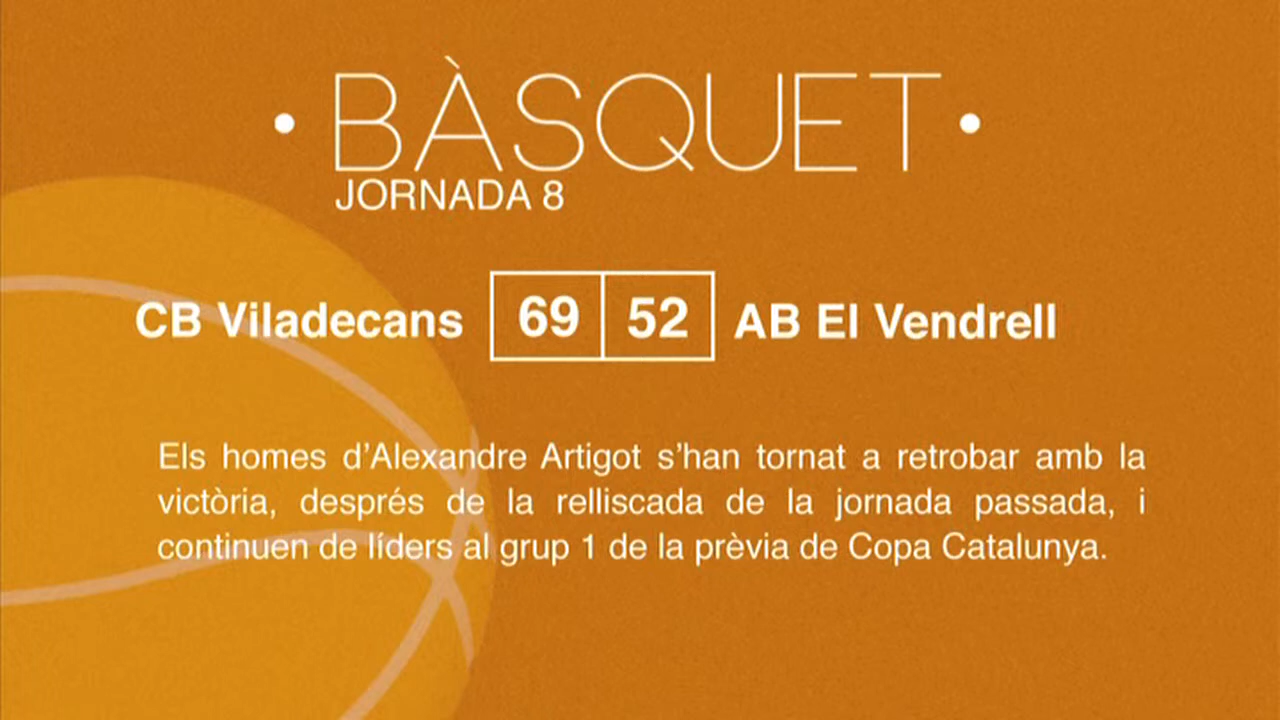 • BÀSQUET •
JORNADA 8
CB Viladecans 69 52 AB El Vendrell
Els homes d’Alexandre Artigot s’han tornat a retrobar amb la
victòria, després de la relliscada de la jornada passada, i
continuen de líders al grup 1 de la prèvia de Copa Catalunya.